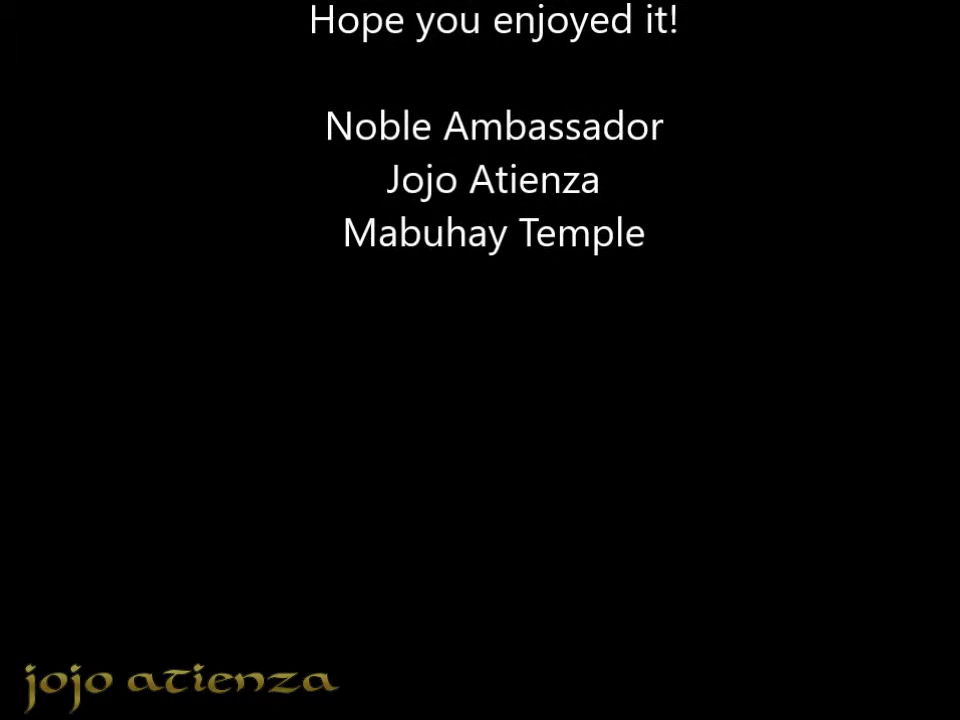 Hope you enjoyed it!
Noble Ambassador
Jojo Atienza
Mabuhay Temple
jojo atienza